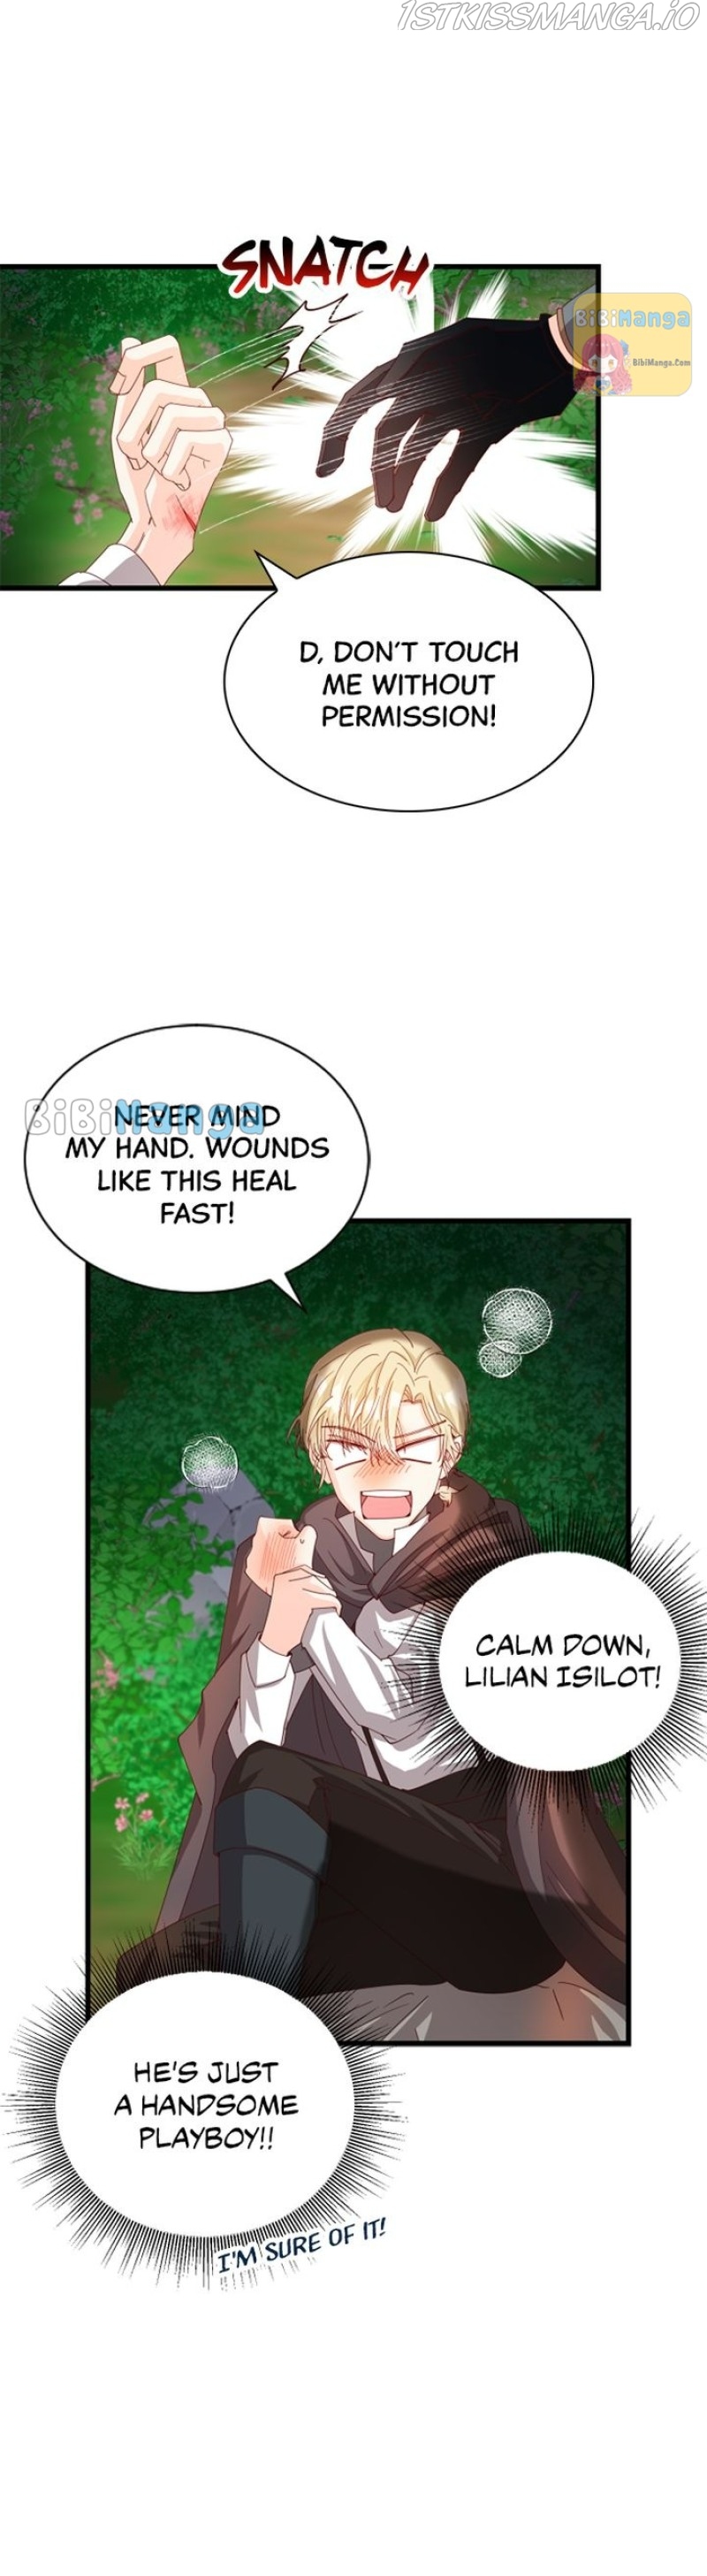 1STKISSMANGA.iO
SNATCH
BiBiManga
BibiManga.Com
D, DON'T TOUCH
ME WITHOUT
PERMISSION!
BiBiManga
NEVER MIND
MY HAND. WOUNDS
LIKE THIS HEAL
FAST!
CALM DOWN,
LILIAN ISILOT!
HE'S JUST
A HANDSOME
PLAYBOY!!
I'M SURE OF IT!